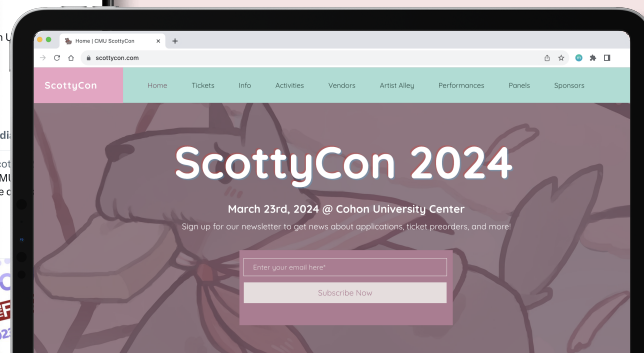 Home | CMU ScottyCon
scottycon.com
ScottyCon
Home Tickets Info Activities Vendors Artist Alley Performances Panels Sponsors
ScottyCon 2024
March 23rd, 2024 @ Cohon University Center
Sign up for our newsletter to get news about applications, ticket preorders, and more!
Enter your email here*
Subscribe Now